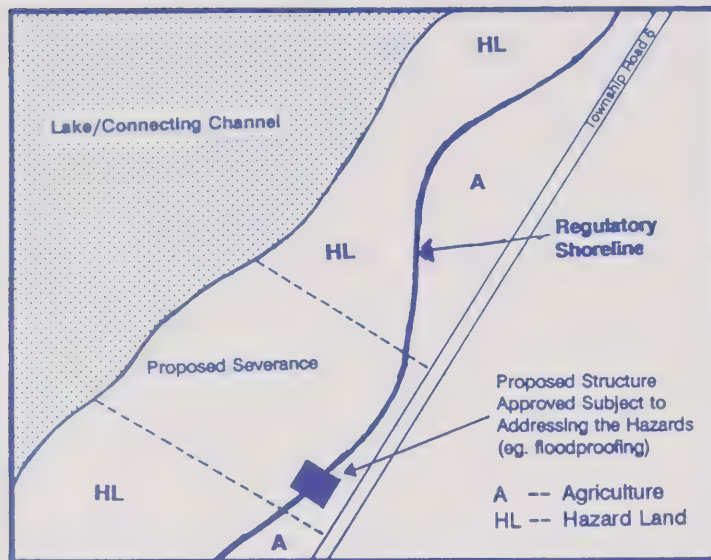 HL
Township Road 6
Lake/Connecting Channel
A
Regulatory
Shoreline
HL
Proposed Severance
Proposed Structure
Approved Subject to
Addressing the Hazards
(eg. floodproofing)
HL
A
A -- Agriculture
HL -- Hazard Land